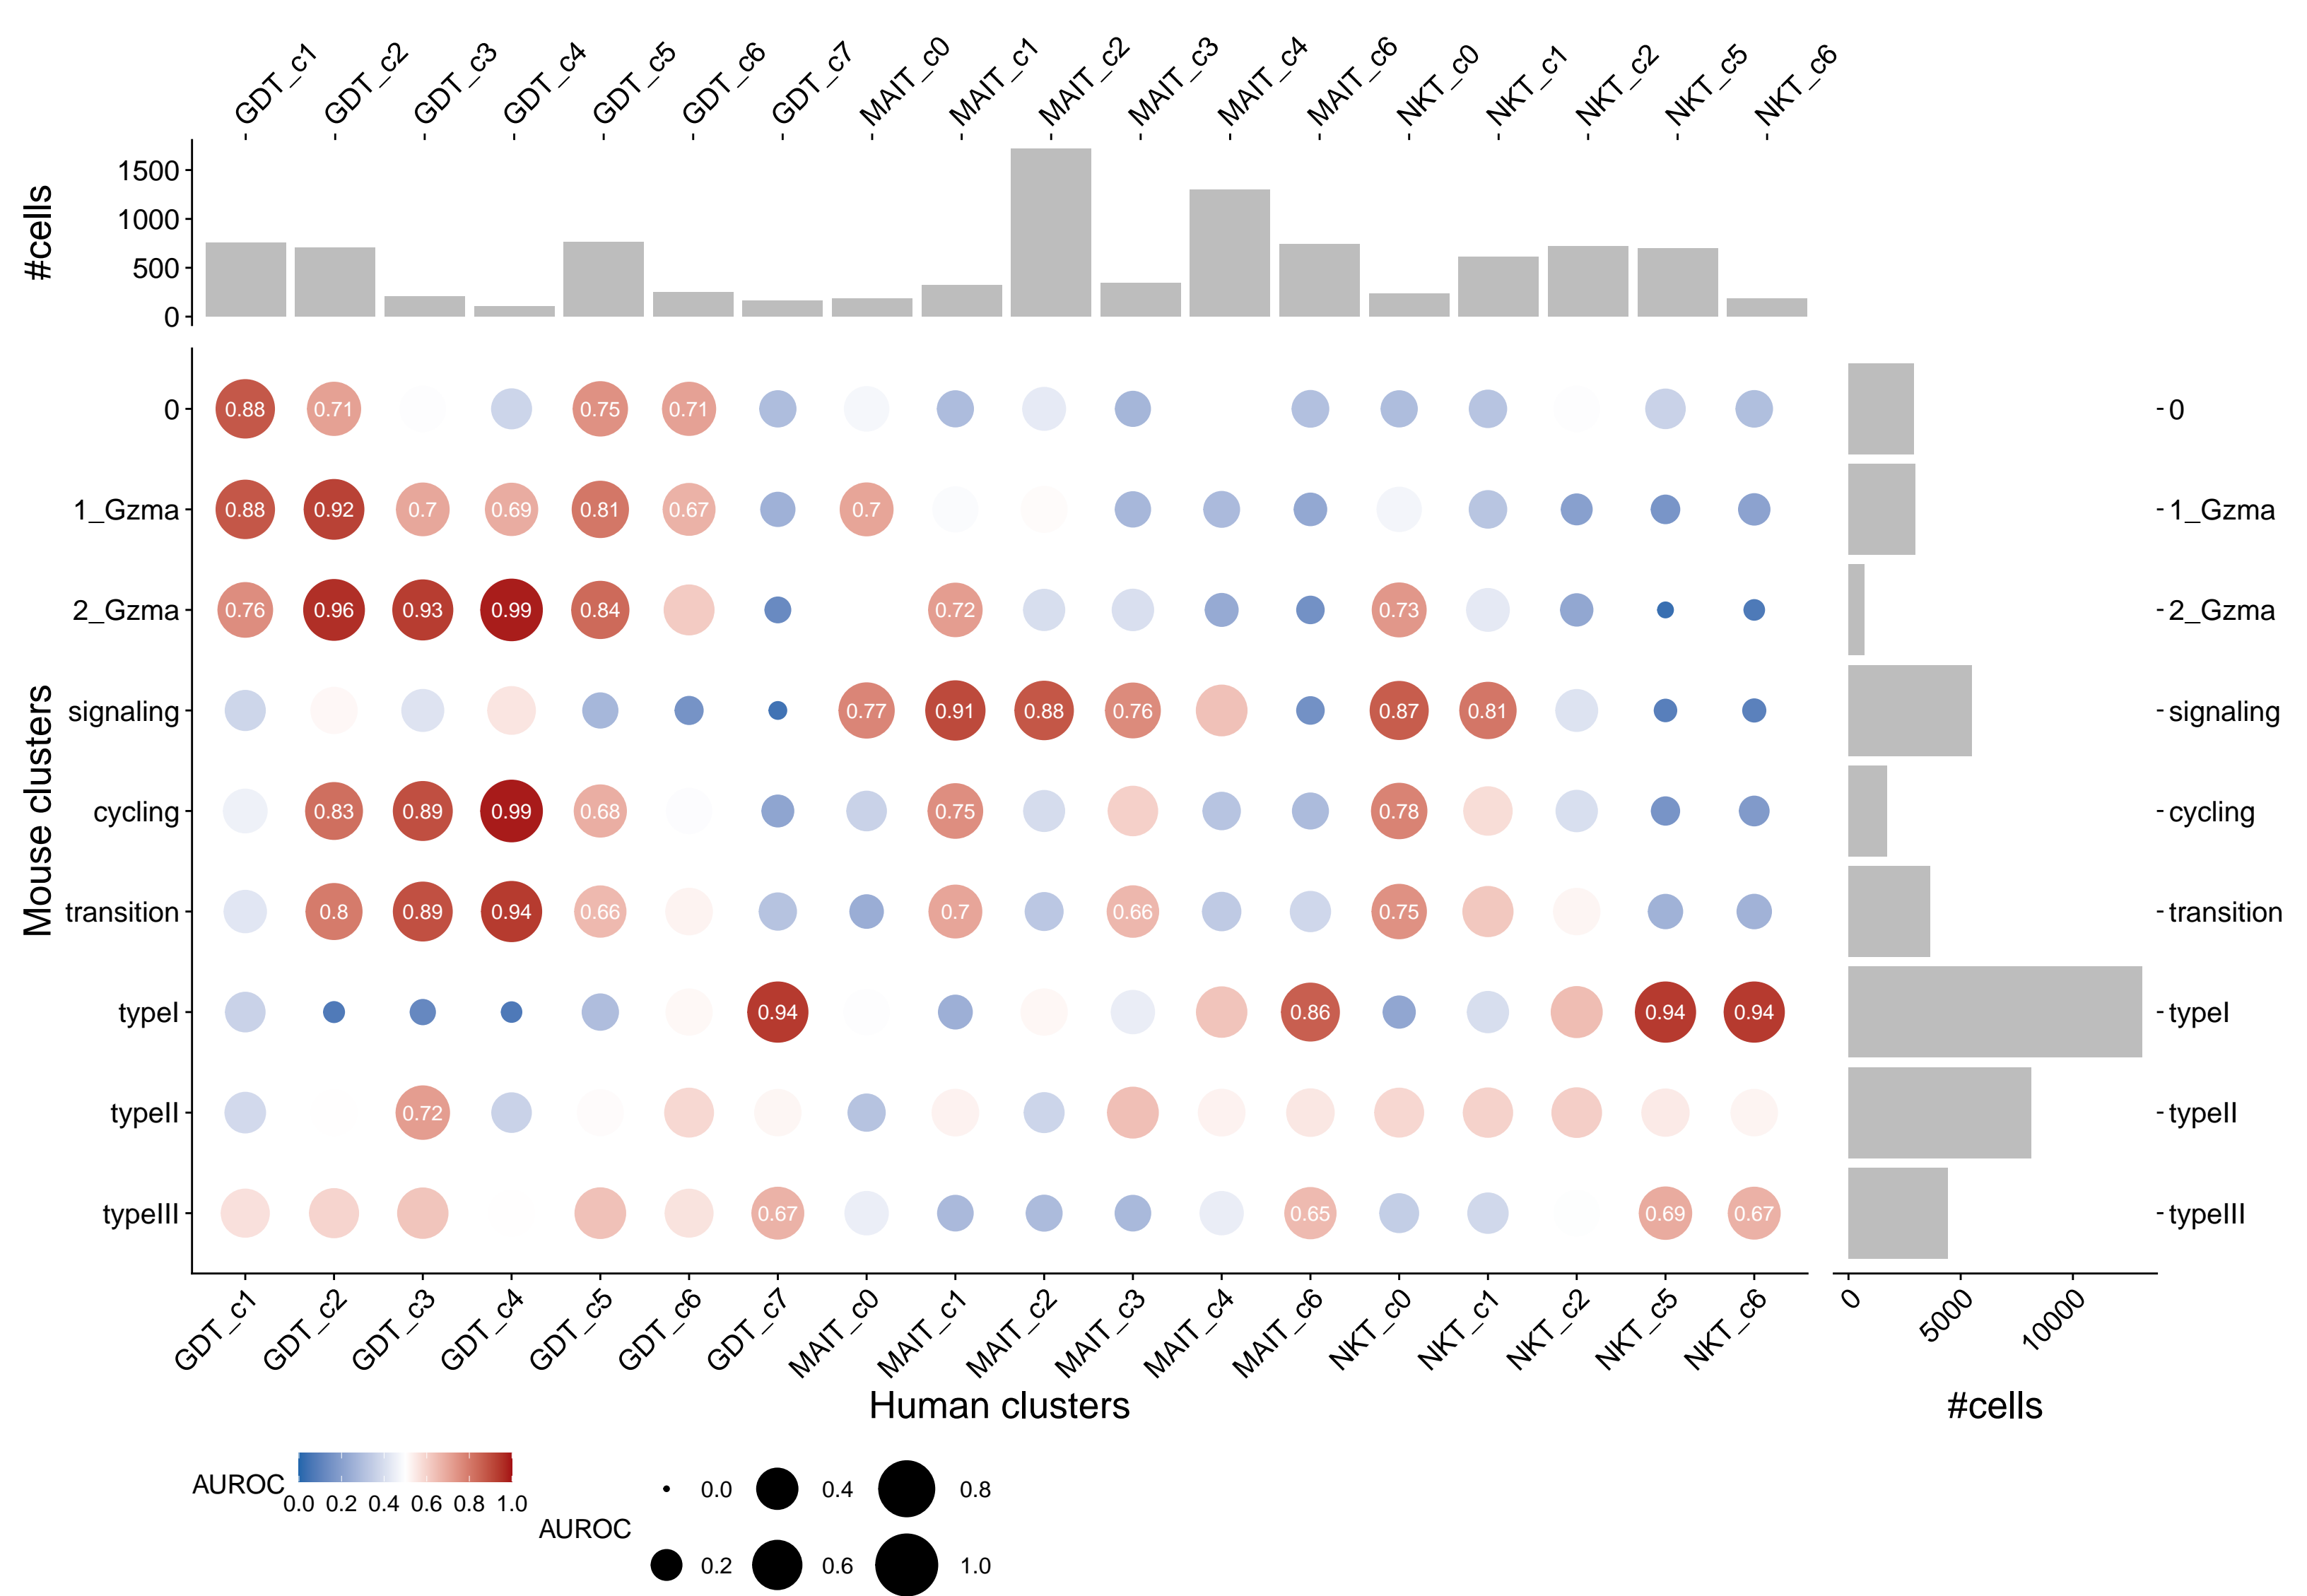 GDT_c1 GDT_c2 GDT_c3 GDT_c4 GDT_c5 GDT_c6 GDT_c7 MAIT_c0 MAIT_c1 MAIT_c2 MAIT_c3 MAIT_c4 MAIT_c6 NKT_c0 NKT_c1 NKT_c2 NKT_c5 NKT_c6
#cells
1500
1000
500
0
Mouse clusters
0 0.88 0.71 0.75 0.71 0
1_Gzma 0.88 0.92 0.7 0.69 0.81 0.67 0.7 1_Gzma
2_Gzma 0.76 0.96 0.93 0.99 0.84 0.72 0.73 2_Gzma
signaling 0.77 0.91 0.88 0.76 0.87 0.81 signaling
cycling 0.83 0.89 0.99 0.68 0.75 0.78 cycling
transition 0.8 0.89 0.94 0.66 0.7 0.66 0.75 transition
typeI 0.94 0.86 0.94 0.94 typeI
typeII 0.72 typeII
typeIII 0.67 0.65 0.69 0.67 typeIII
GDT_c1 GDT_c2 GDT_c3 GDT_c4 GDT_c5 GDT_c6 GDT_c7 MAIT_c0 MAIT_c1 MAIT_c2 MAIT_c3 MAIT_c4 MAIT_c6 NKT_c0 NKT_c1 NKT_c2 NKT_c5 NKT_c6 0 5000 10000
Human clusters #cells
AUROC
0.0 0.2 0.4 0.6 0.8 1.0
AUROC
0.0 0.4 0.8
0.2 0.6 1.0